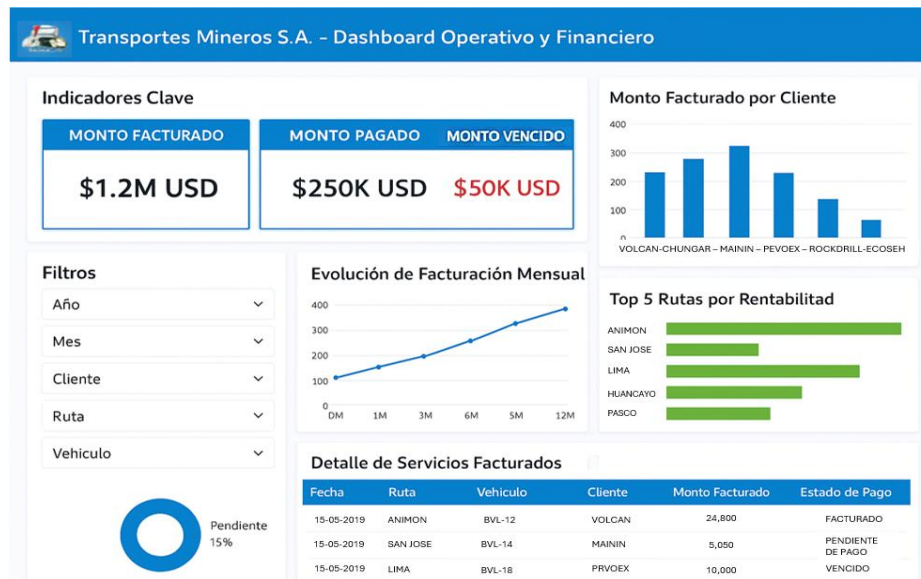 Transportes Mineros S.A. - Dashboard Operativo y Financiero
Indicadores Clave
MONTO FACTURADO
$1.2M USD
MONTO PAGADO
MONTO VENCIDO
$250K USD
$50K USD
Monto Facturado por Cliente
400
300
200
100
0
VOLCAN-CHUNGAR – MAININ – PEVOEX – ROCKDRILL-ECOSEH
Filtros
Año
Mes
Cliente
Ruta
Vehiculo
Pendiente
15%
Evolución de Facturación Mensual
400
300
200
100
0
DM 1M 3M 6M 5M 12M
Top 5 Rutas por Rentabilitad
ANIMON
SAN JOSE
LIMA
HUANCAYO
PASCO
Detalle de Servicios Facturados
Fecha Ruta Vehiculo Cliente Monto Facturado Estado de Pago
15-05-2019 ANIMON BVL-12 VOLCAN 24,800 FACTURADO
15-05-2019 SAN JOSE BVL-14 MAININ 5,050 PENDIENTE DE PAGO
15-05-2019 LIMA BVL-18 PRVOEX 10,000 VENCIDO